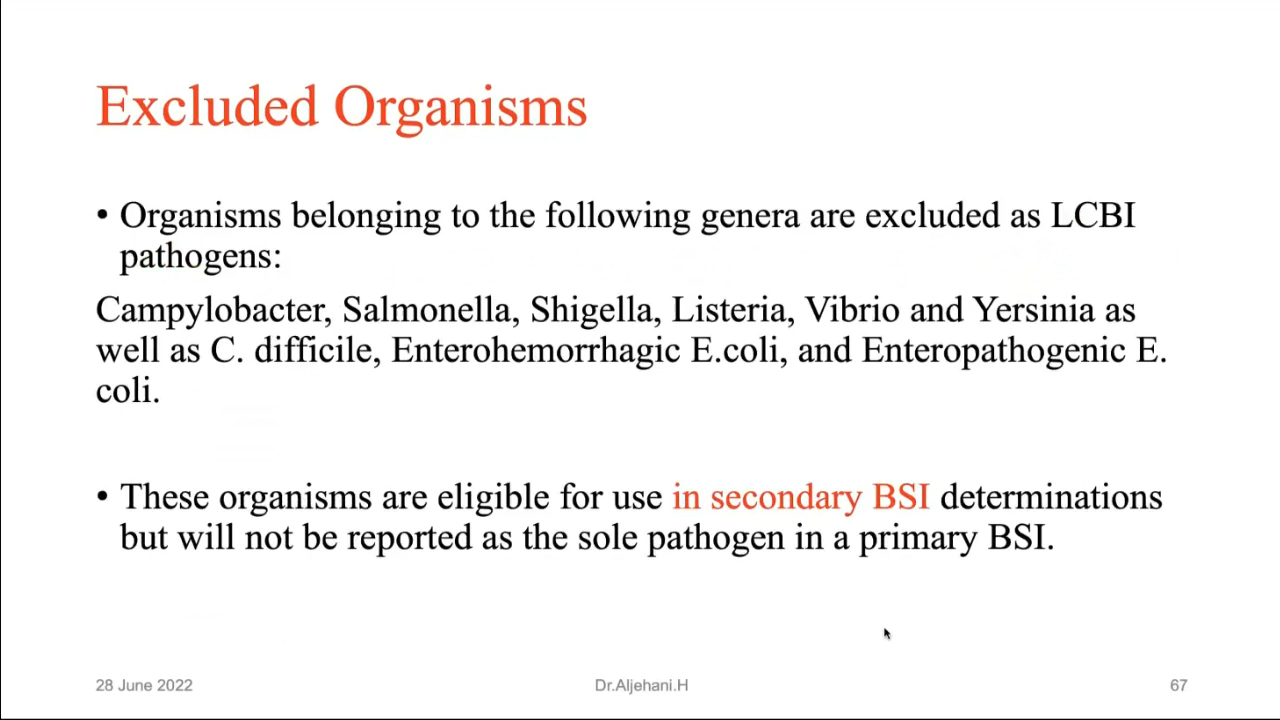 Excluded Organisms
• Organisms belonging to the following genera are excluded as LCBI
pathogens:
Campylobacter, Salmonella, Shigella, Listeria, Vibrio and Yersinia as
well as C. difficile, Enterohemorrhagic E.coli, and Enteropathogenic E.
coli.
• These organisms are eligible for use in secondary BSI determinations
but will not be reported as the sole pathogen in a primary BSI.
28 June 2022
Dr.Aljehani.H
67